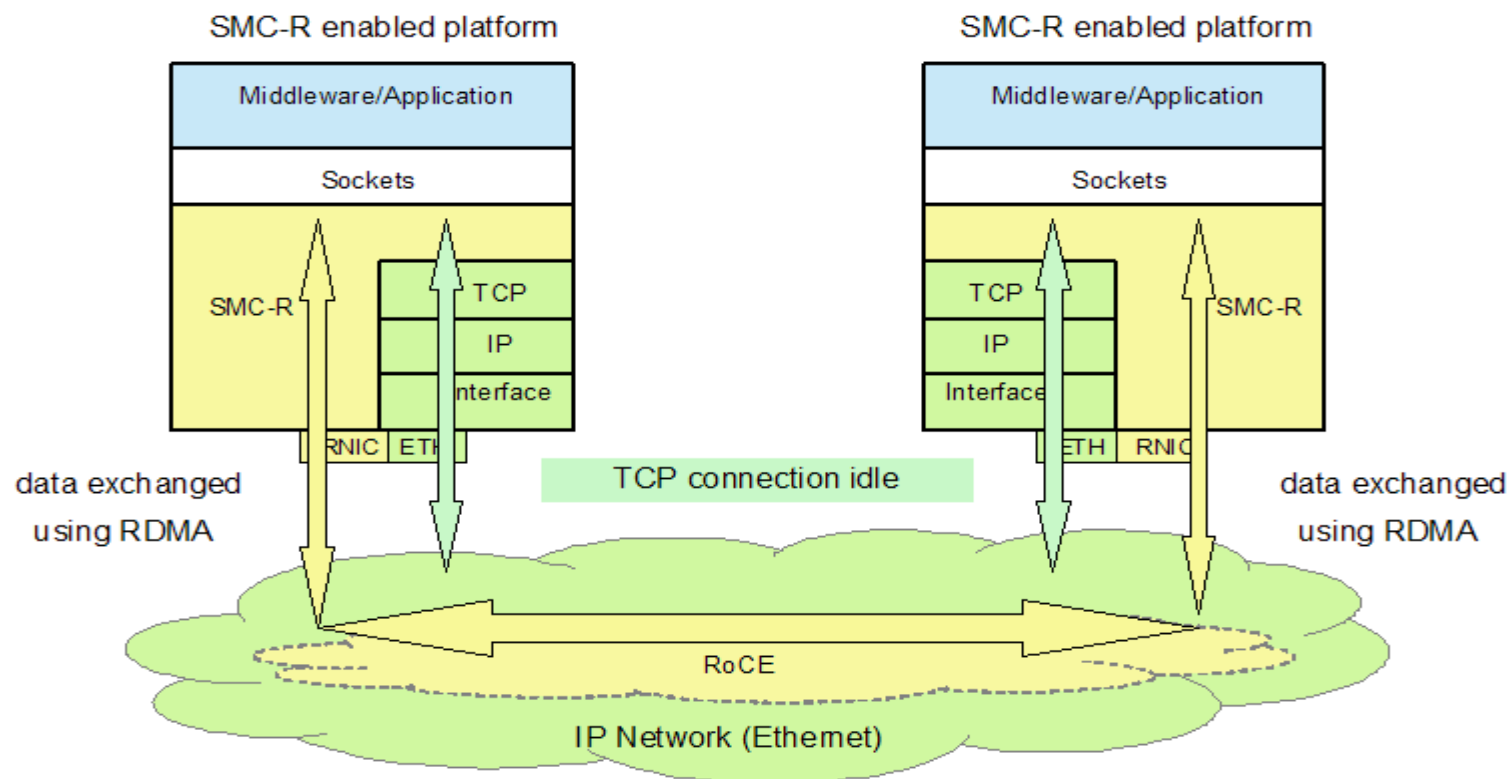 SMC-R enabled platform
SMC-R enabled platform
Middleware/Application
Middleware/Application
Sockets
Sockets
TCP
TCP
SMC-R
SMC-R
IP
IP
Interface
Interface
RNIC
ETH
ETH
RNIC
TCP connection idle
data exchanged
using RDMA
data exchanged
using RDMA
RoCE
IP Network (Ethernet)